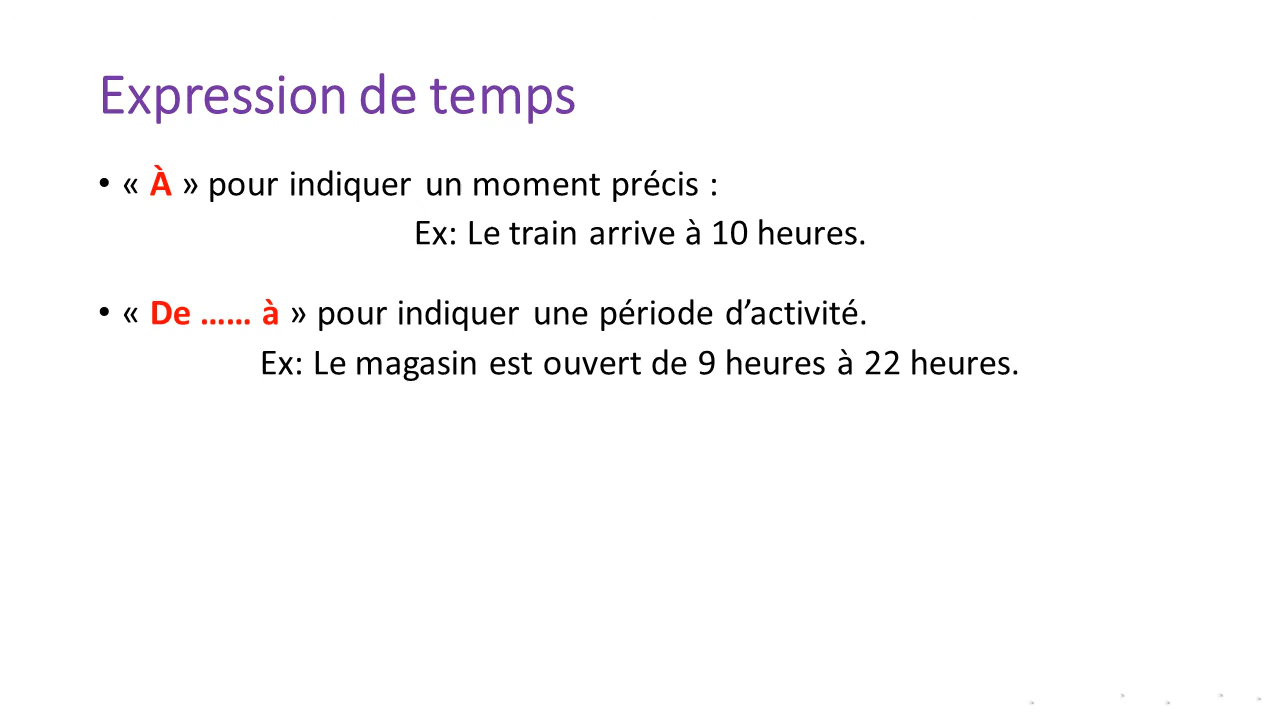 Expression de temps
• « À » pour indiquer un moment précis :
Ex: Le train arrive à 10 heures.
• « De …… à » pour indiquer une période d’activité.
Ex: Le magasin est ouvert de 9 heures à 22 heures.